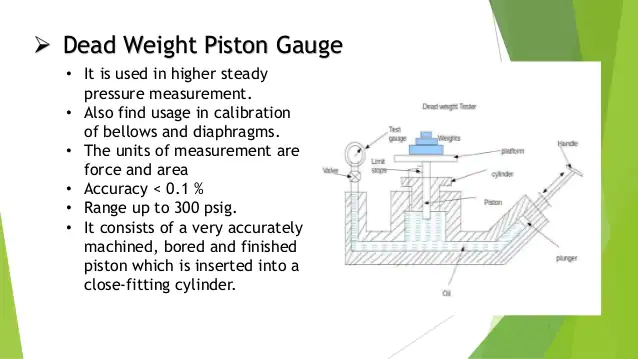 ➢ Dead Weight Piston Gauge
• It is used in higher steady
pressure measurement.
• Also find usage in calibration
of bellows and diaphragms.
• The units of measurement are
force and area
• Accuracy < 0.1 %
• Range up to 300 psig.
• It consists of a very accurately
machined, bored and finished
piston which is inserted into a
close-fitting cylinder.
Dead weight Tester
Test
gauge
Weights
Handle
platform
Limit
stops
Valve
cylinder
Piston
plunger
Oil